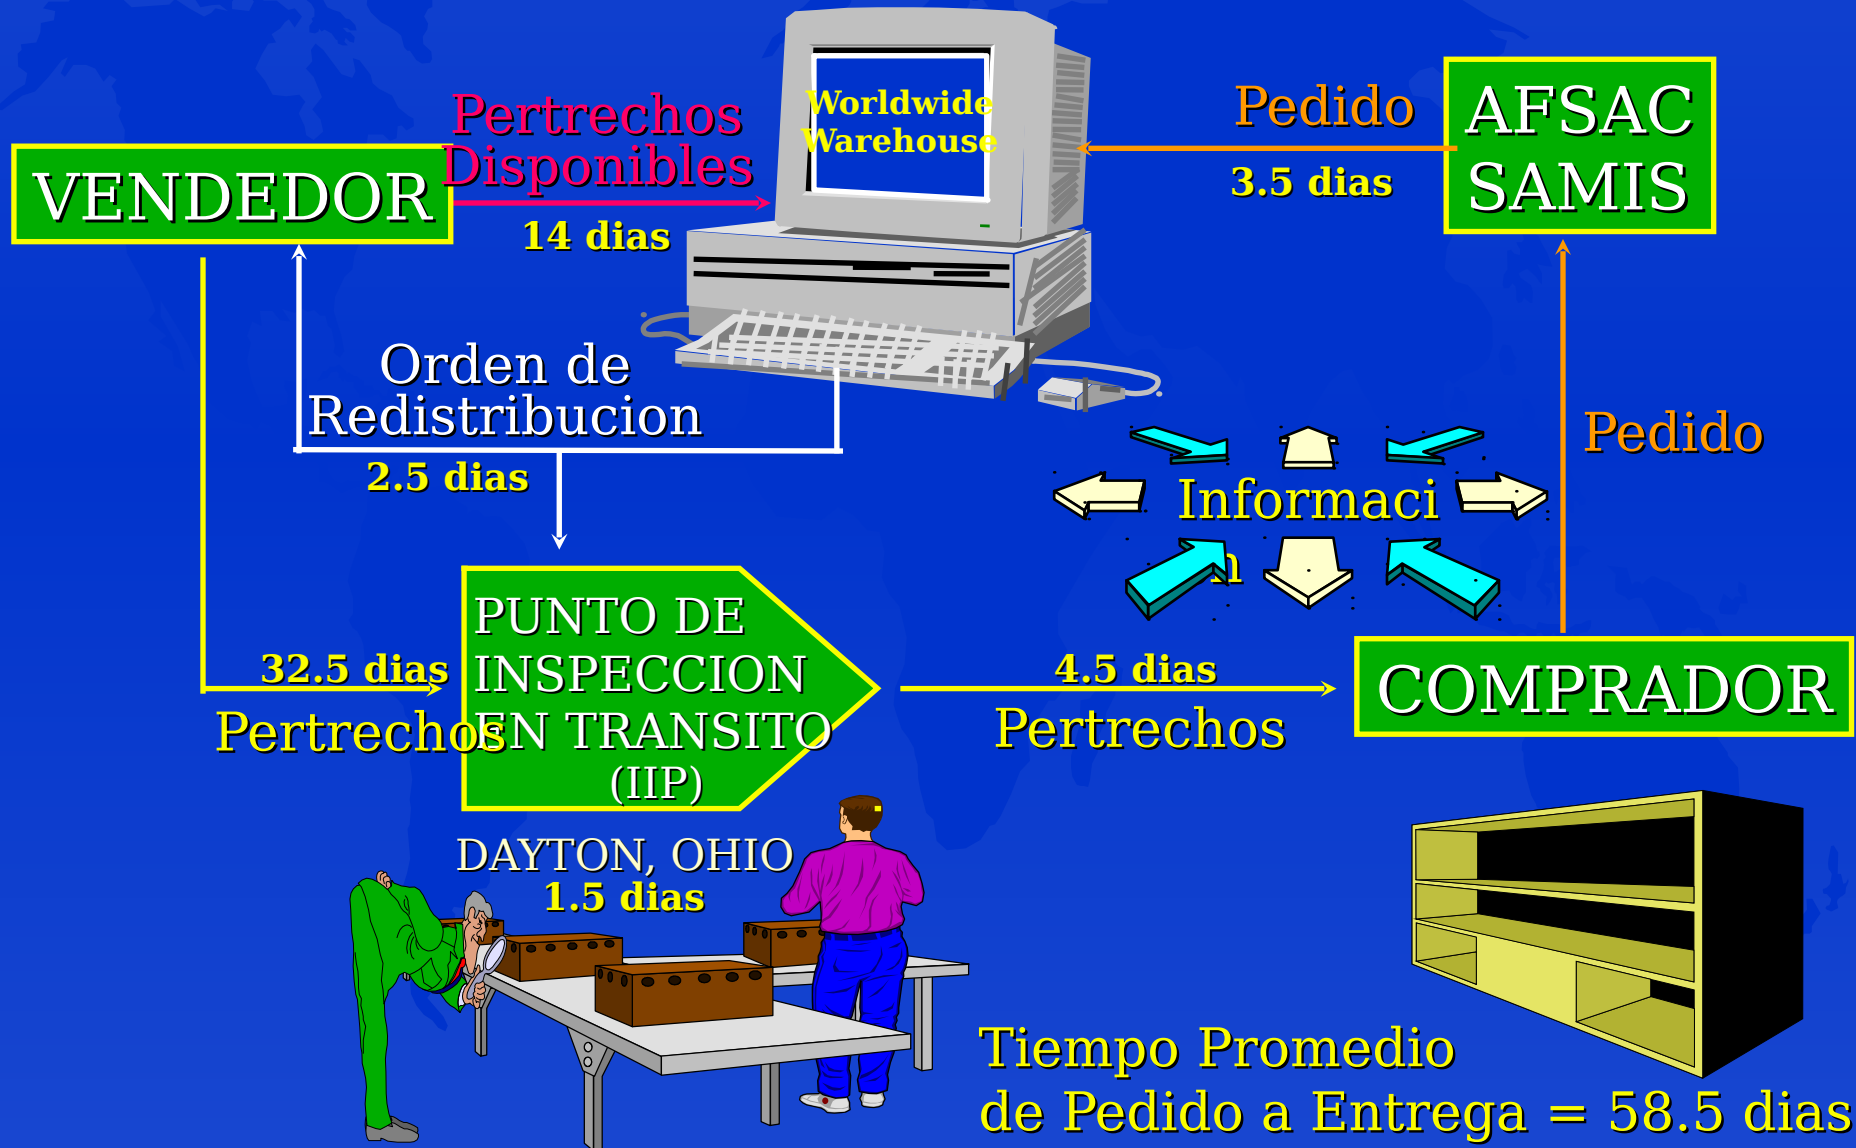 Worldwide
Warehouse
Pedido
AFSAC
SAMIS
3.5 dias
Pertrechos
Disponibles
VENDEDOR
14 dias
Orden de
Redistribucion
2.5 dias
Pedido
Informaci
n
PUNTO DE
INSPECCION
EN TRANSITO
(IIP)
32.5 dias
Pertrechos
4.5 dias
Pertrechos
COMPRADOR
DAYTON, OHIO
1.5 dias
Tiempo Promedio
de Pedido a Entrega = 58.5 dias